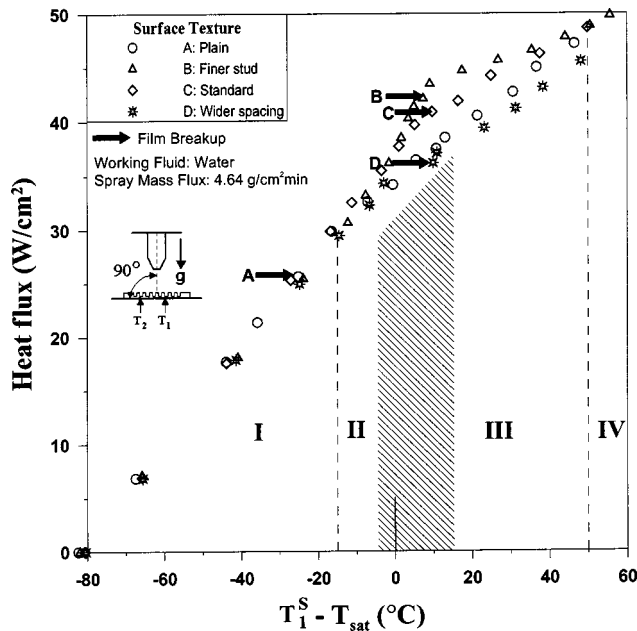 50
40
30
20
10
0
Heat flux (W/cm²)
Surface Texture
A: Plain
B: Finer stud
C: Standard
D: Wider spacing
Film Breakup
Working Fluid: Water
Spray Mass Flux: 4.64 g/cm²min
90°
g
T₂ T₁
B
C
D
A
I II III IV
-80 -60 -40 -20 0 20 40 60
T₁ˢ - Tsat (°C)